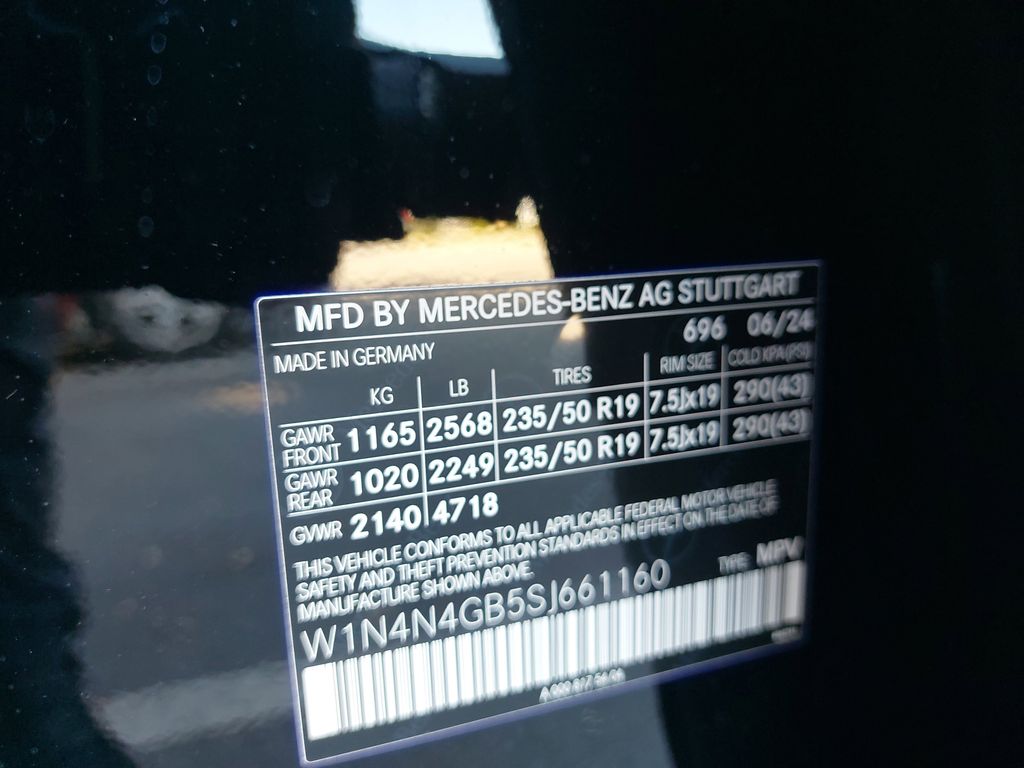 MFD BY MERCEDES-BENZ AG STUTTGART
696 06/24
MADE IN GERMANY
KG LB TIRES RIM SIZE COLD KPA(PSI)
GAWR FRONT 1165 2568 235/50 R19 7.5Jx19 290(43)
GAWR REAR 1020 2249 235/50 R19 7.5Jx19 290(43)
GVWR 2140 4718
THIS VEHICLE CONFORMS TO ALL APPLICABLE FEDERAL MOTOR VEHICLE
SAFETY AND THEFT PREVENTION STANDARDS IN EFFECT ON THE DATE OF
MANUFACTURE SHOWN ABOVE.
TYPE: MPV
W1N4N4GB5SJ661160